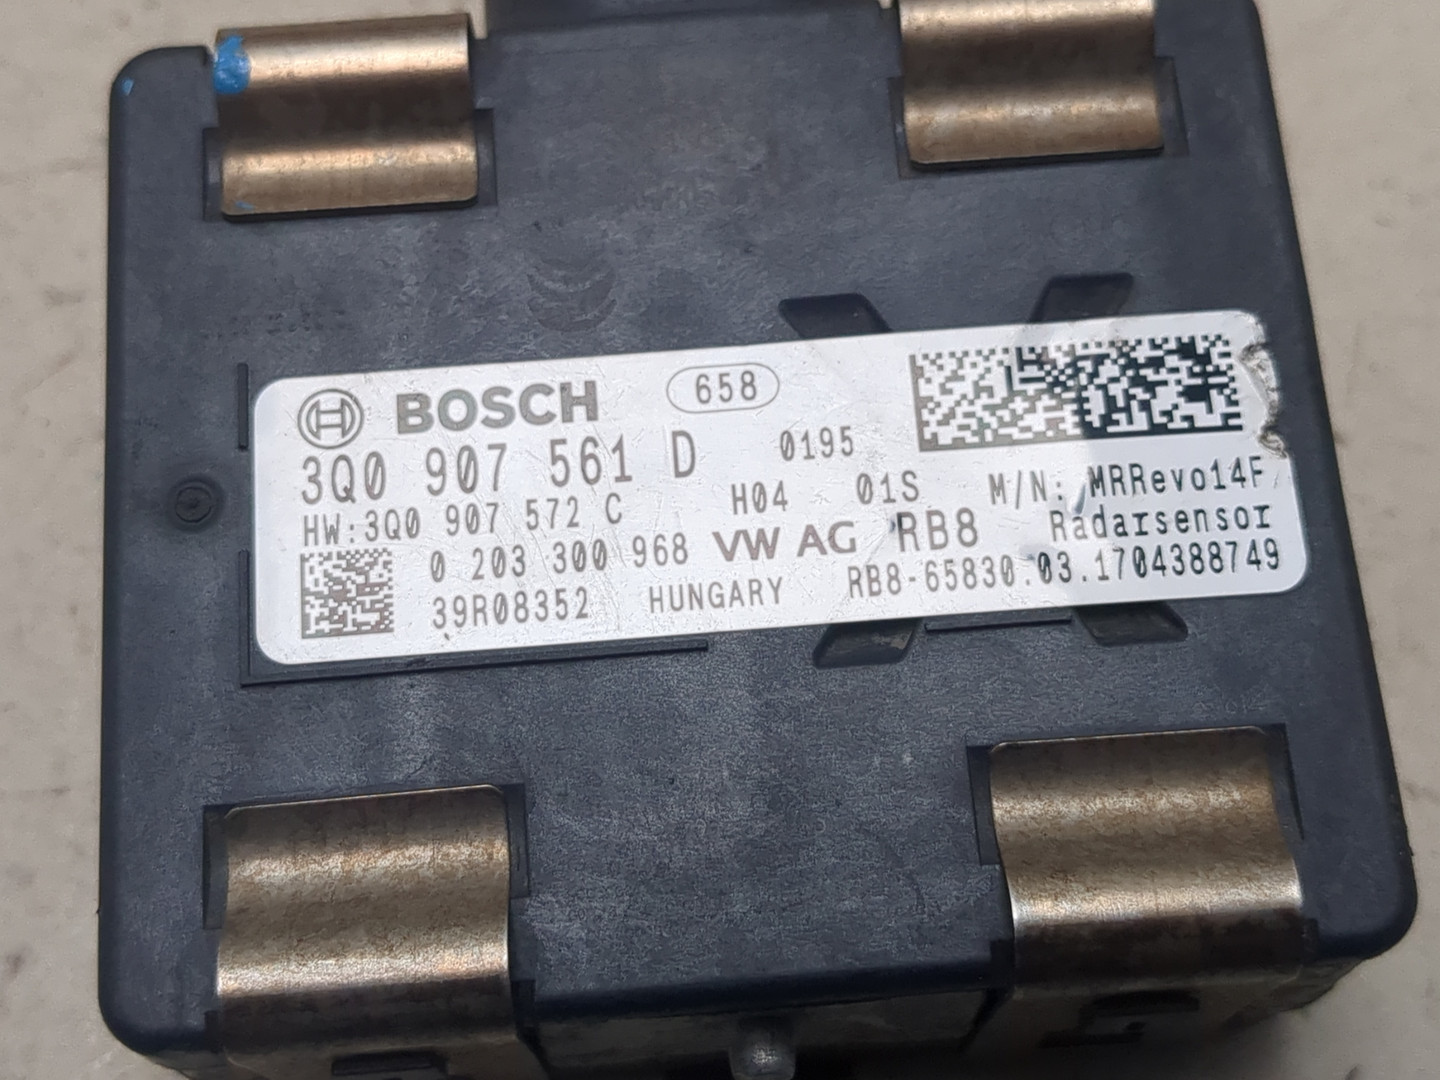 BOSCH 658
3Q0 907 561 D 0195
HW:3Q0 907 572 C H04 01S M/N: MRRevo14F
0 203 300 968 VW AG RB8 Radarsensor
39R08352 HUNGARY RB8-65830.03.1704388749